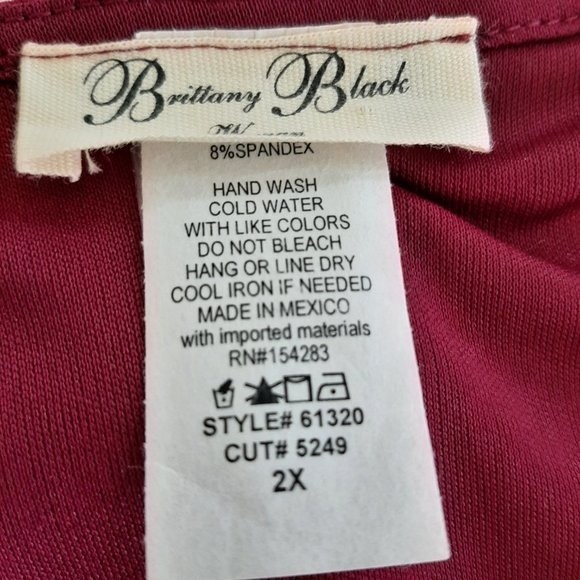 Brittany Black
8%SPANDEX
HAND WASH
COLD WATER
WITH LIKE COLORS
DO NOT BLEACH
HANG OR LINE DRY
COOL IRON IF NEEDED
MADE IN MEXICO
with imported materials
RN#154283
STYLE# 61320
CUT# 5249
2X